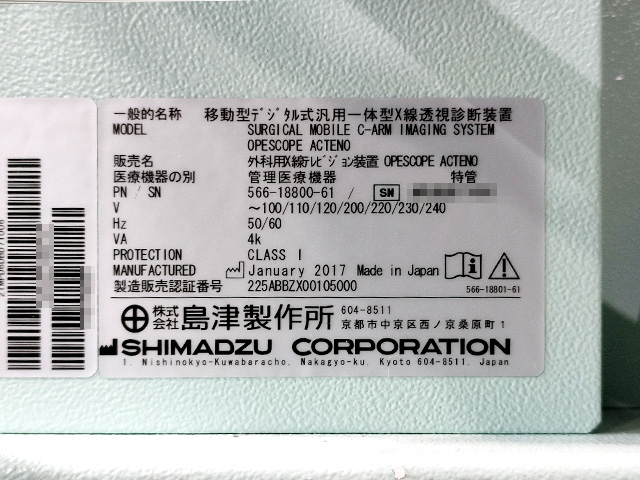 一般的名称 移動型デジタル式汎用一体型X線透視診断装置
MODEL SURGICAL MOBILE C-ARM IMAGING SYSTEM
OPESCOPE ACTENO
販売名 外科用X線テレビジョン装置 OPESCOPE ACTENO
医療機器の別 管理医療機器 特管
PN / SN 566-18800-61 / SN
V ~100/110/120/200/220/230/240
Hz 50/60
VA 4k
PROTECTION CLASS I
MANUFACTURED January 2017 Made in Japan
製造販売認証番号 225ABBZX00105000
566-18801-61
株式会社 島津製作所 604-8511
京都市中京区西ノ京桑原町1
SHIMADZU CORPORATION
1, Nishinokyo-Kuwabaracho, Nakagyo-ku, Kyoto 604-8511, Japan